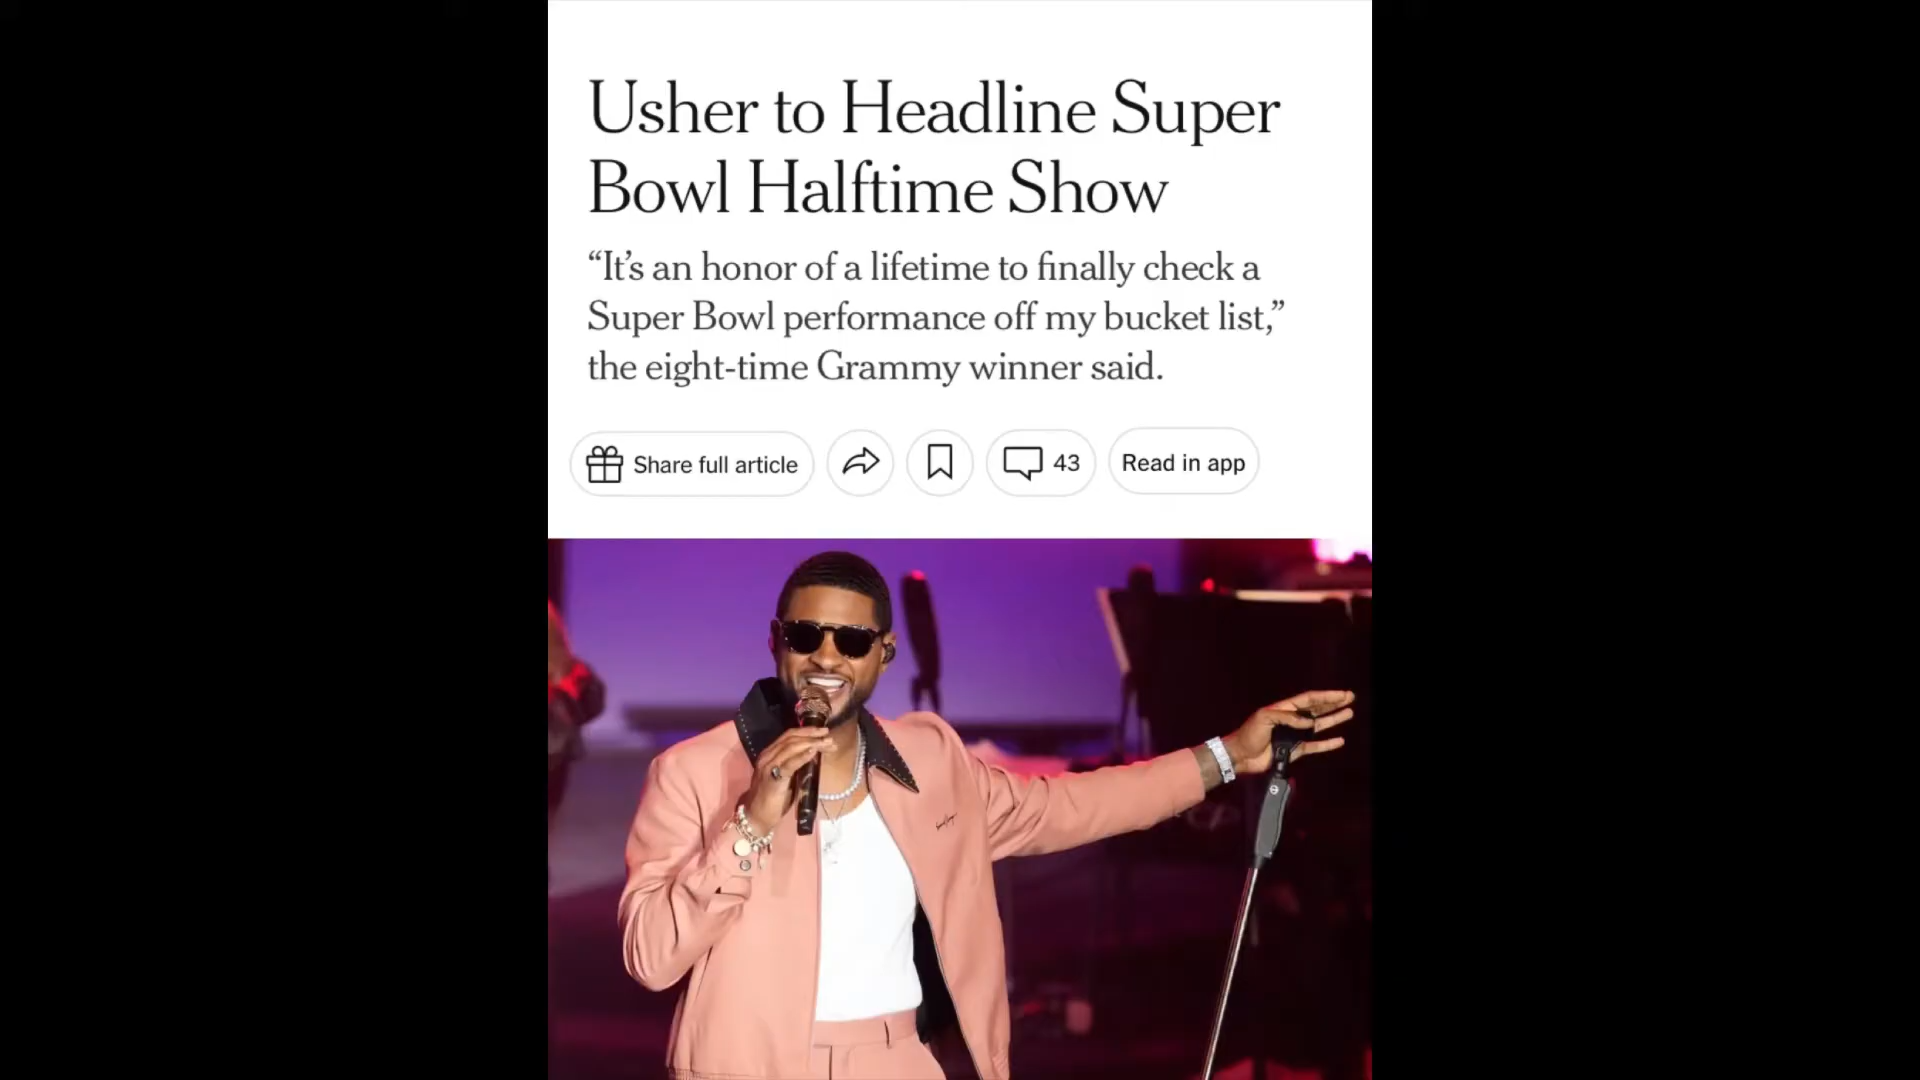 Usher to Headline Super
Bowl Halftime Show
“It’s an honor of a lifetime to finally check a
Super Bowl performance off my bucket list,”
the eight-time Grammy winner said.
Share full article
43
Read in app